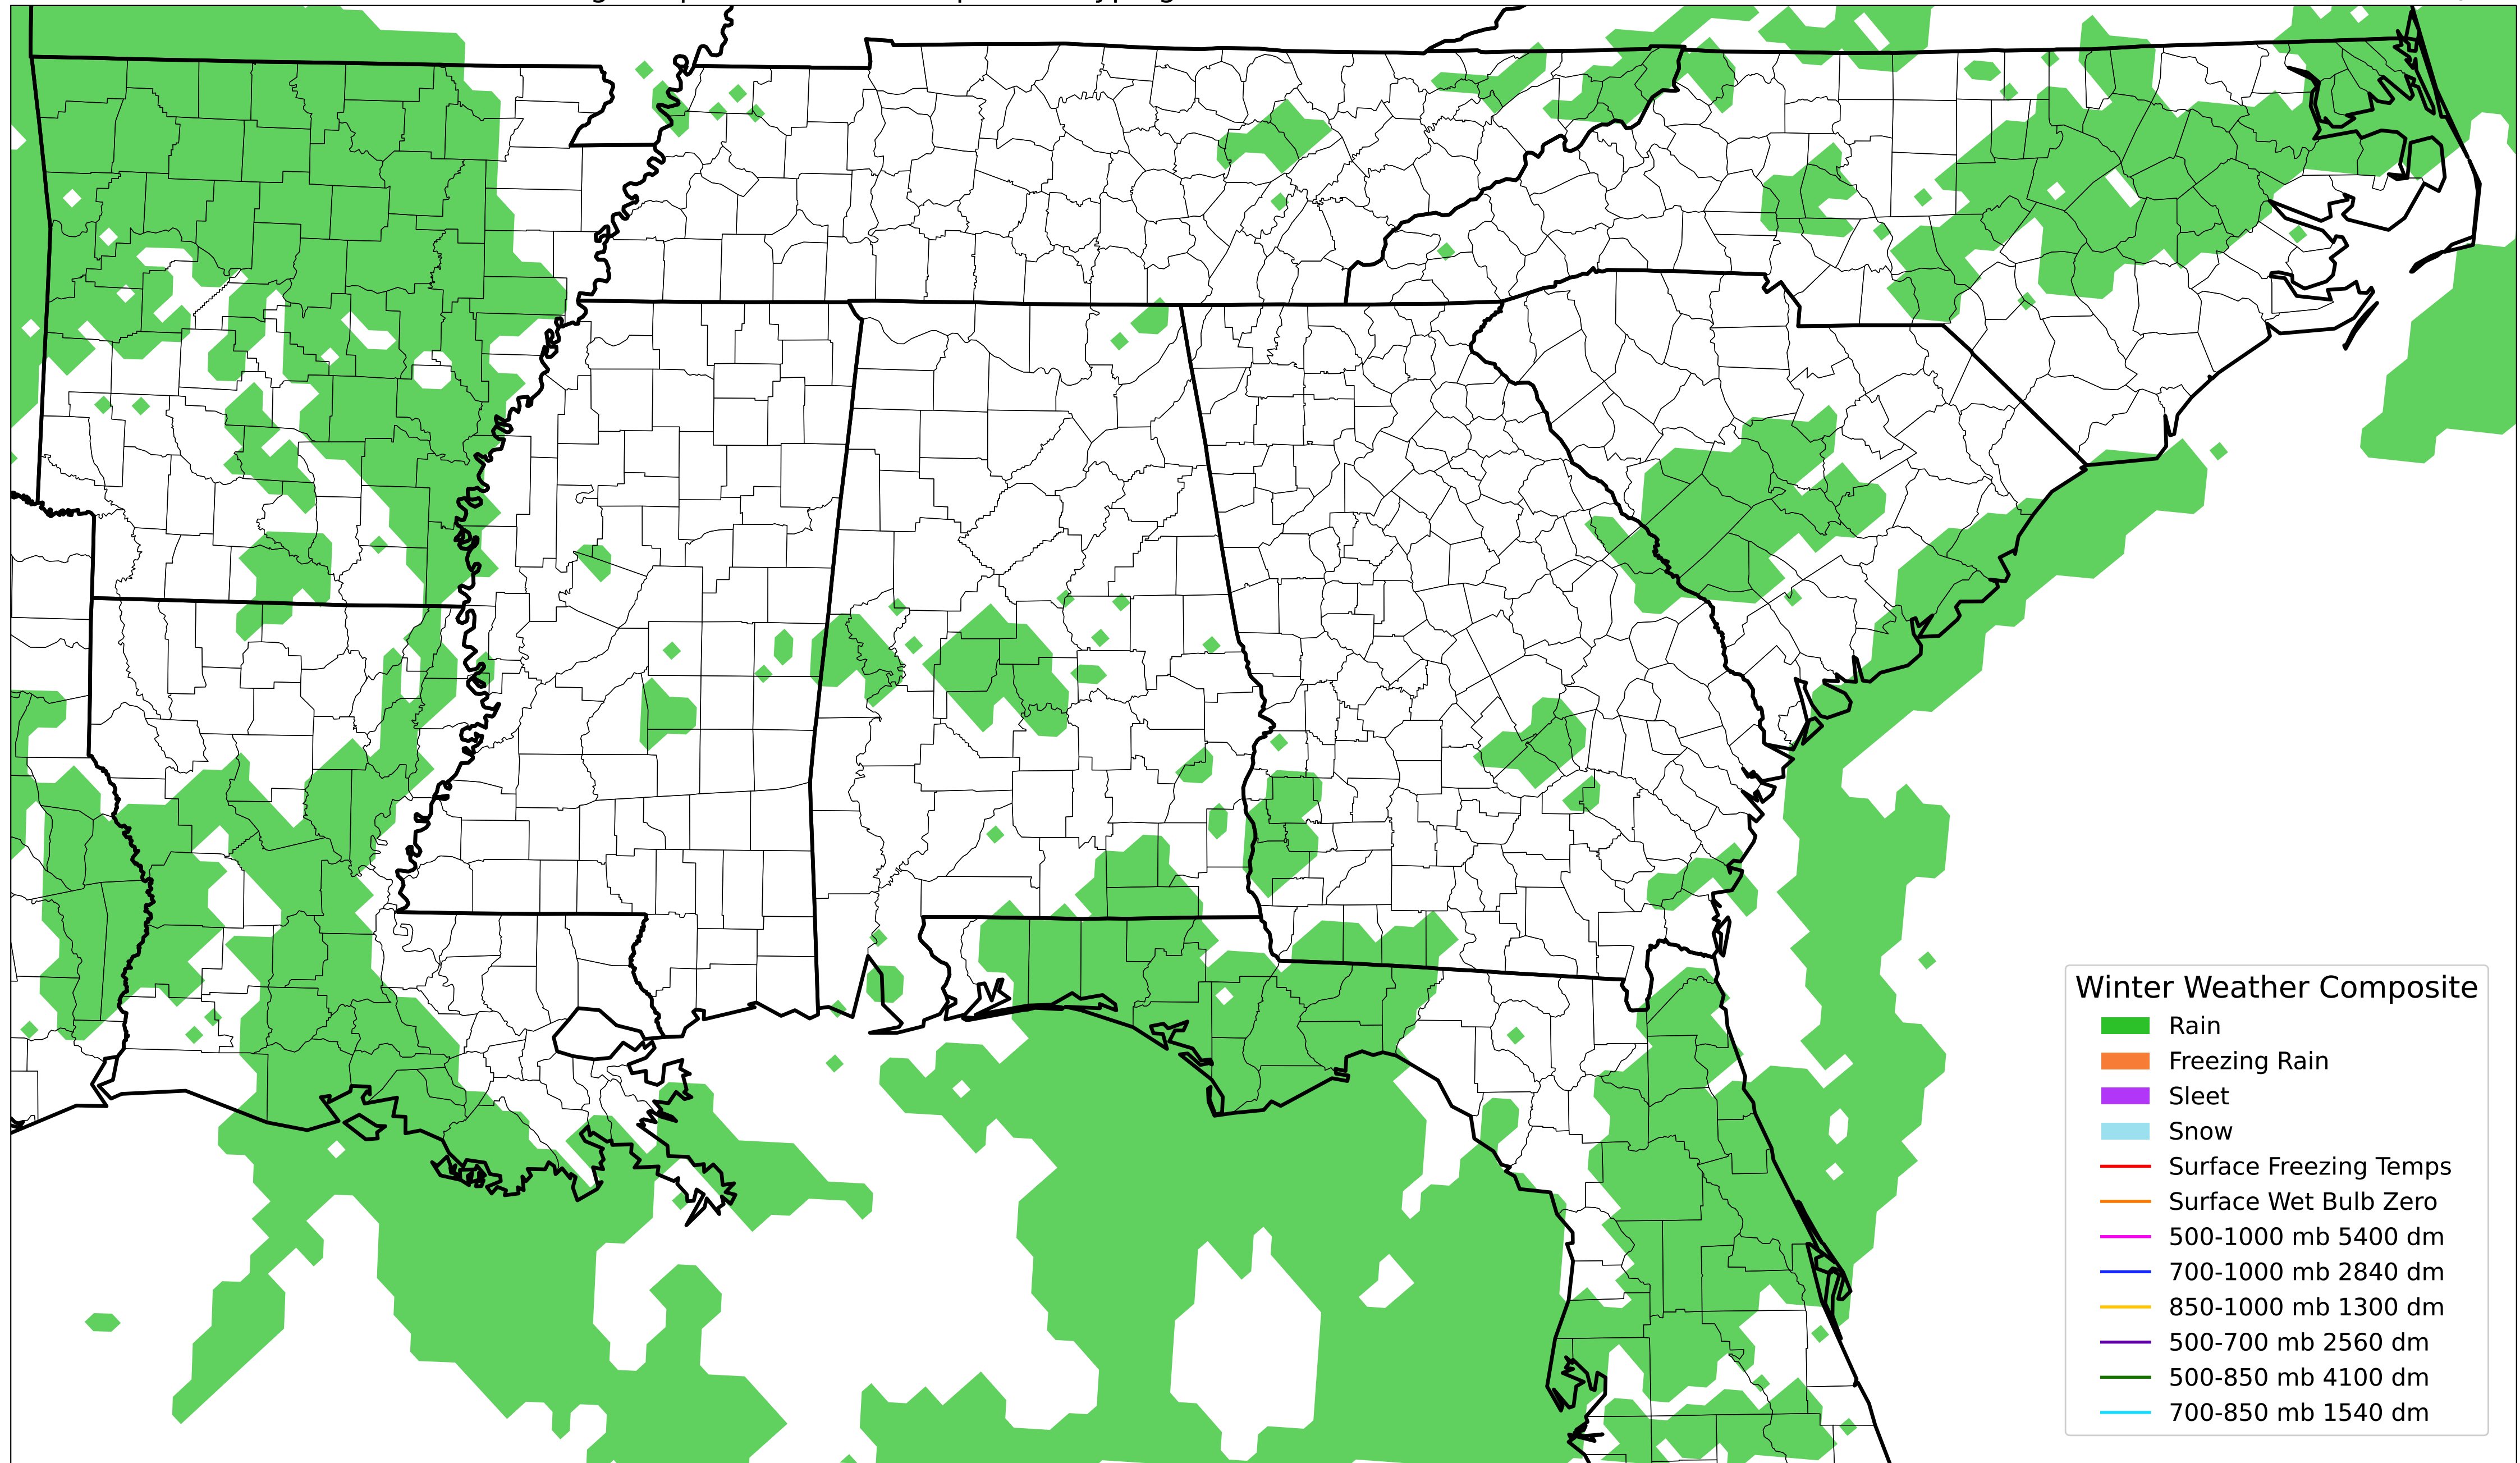 Winter Weather Composite
Rain
Freezing Rain
Sleet
Snow
Surface Freezing Temps
Surface Wet Bulb Zero
500-1000 mb 5400 dm
700-1000 mb 2840 dm
850-1000 mb 1300 dm
500-700 mb 2560 dm
500-850 mb 4100 dm
700-850 mb 1540 dm